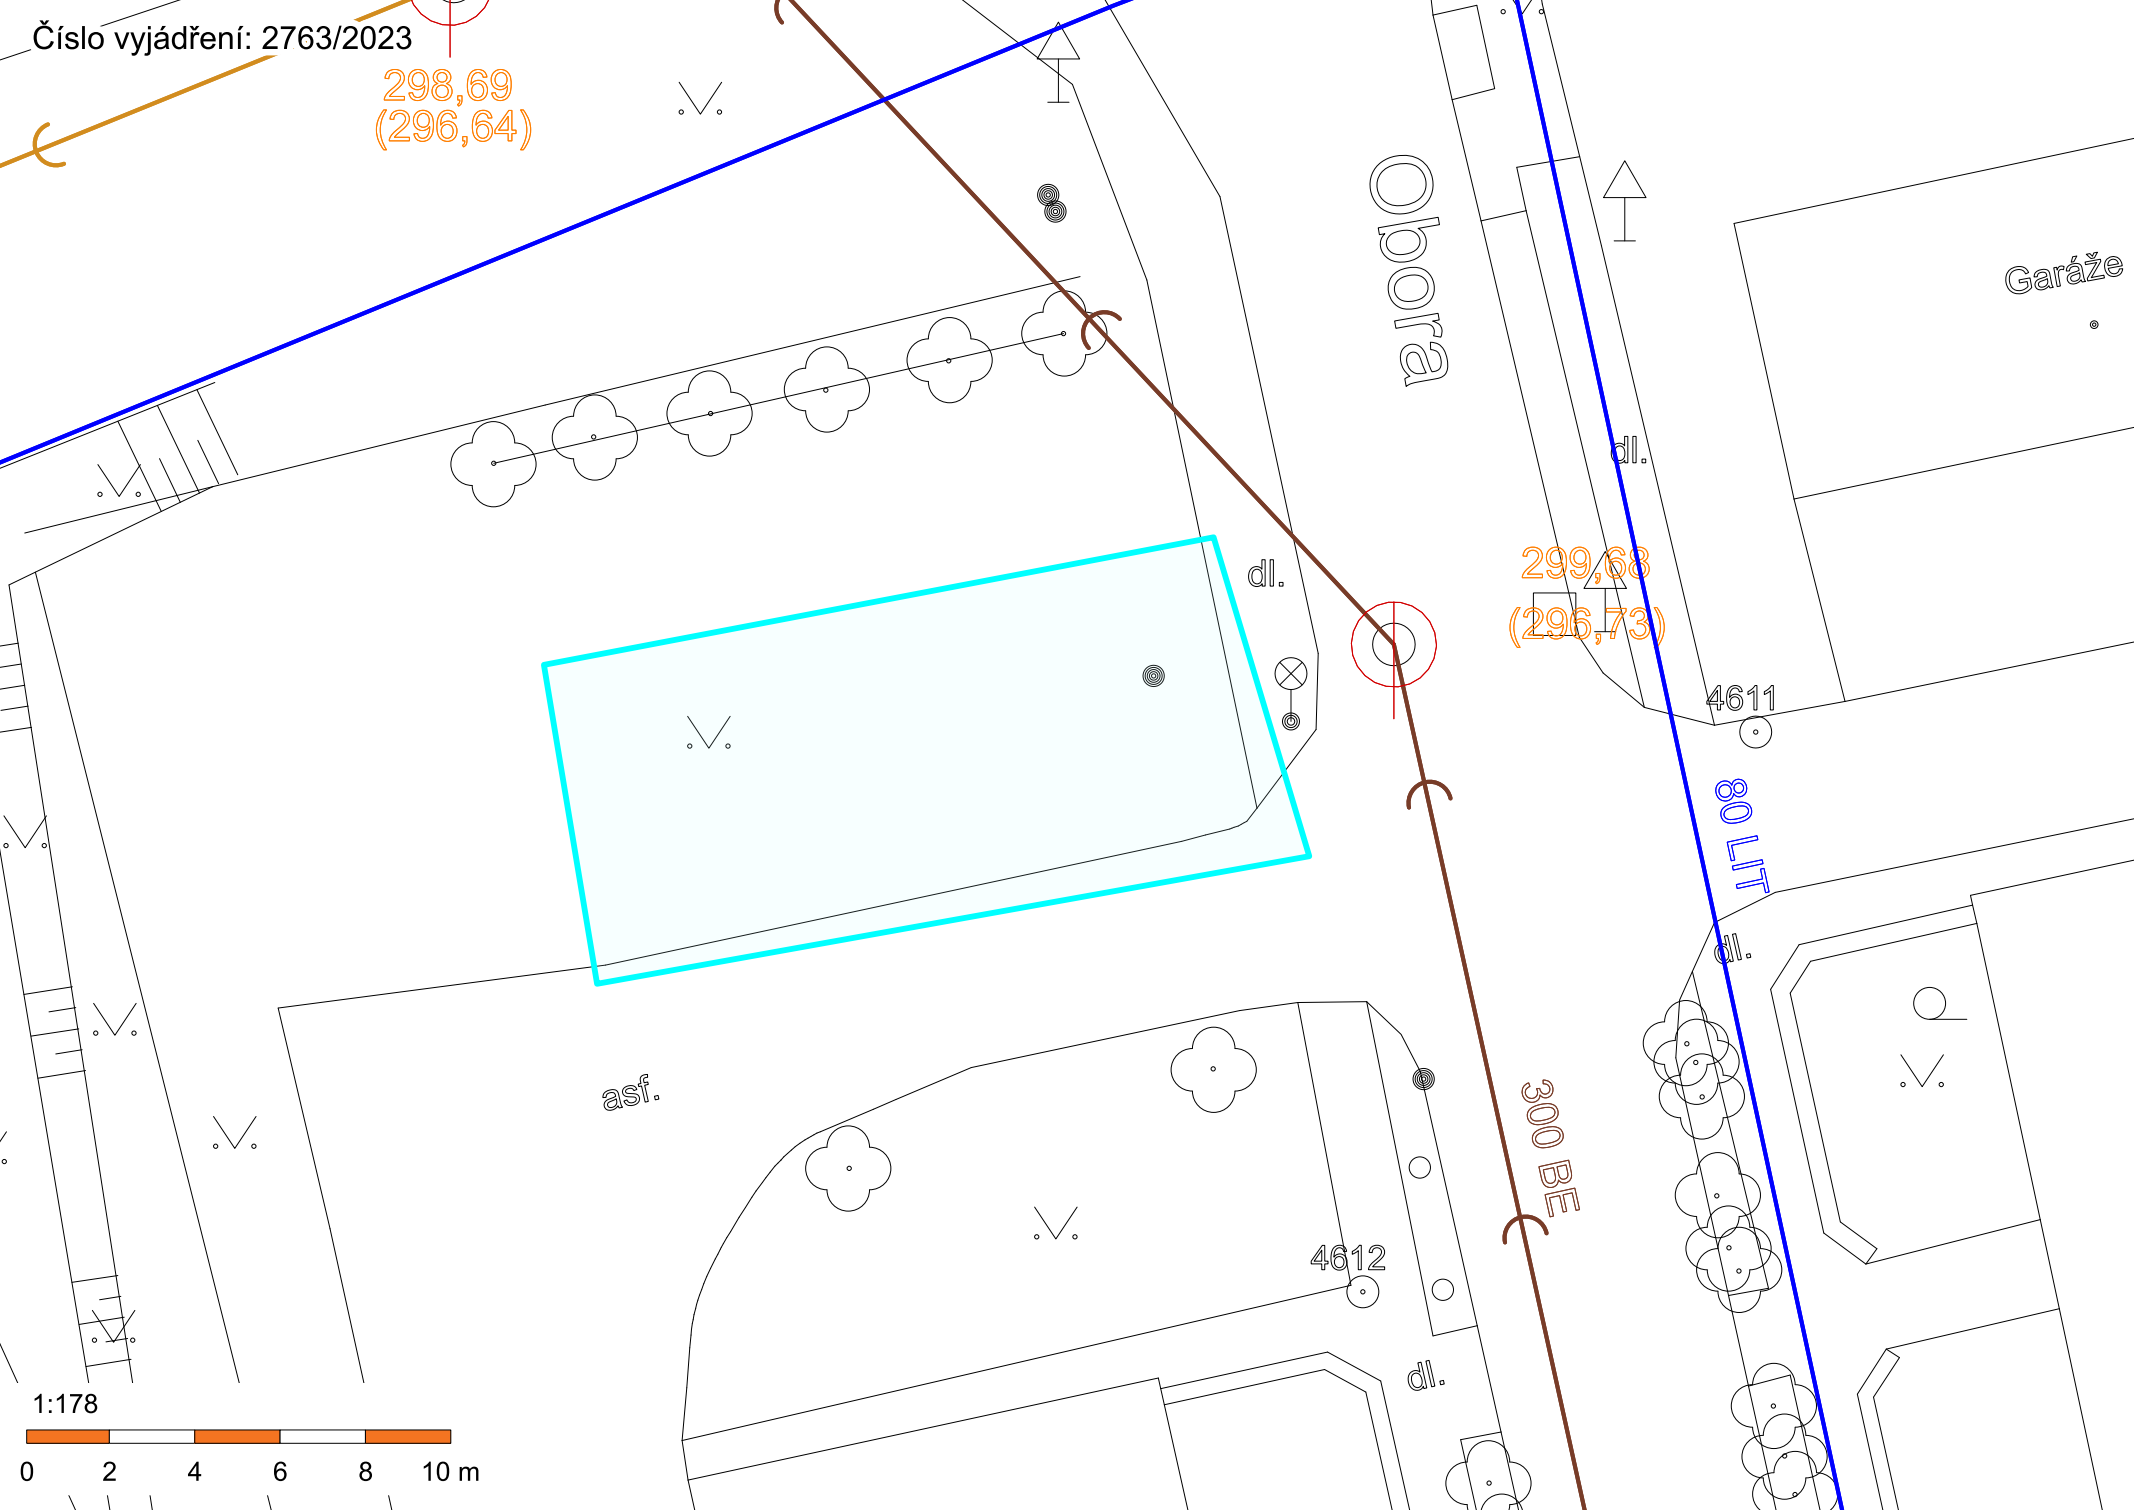 Číslo vyjádření: 2763/2023
298,69
(296,64)
Obora
Garáže
dl.
dl.
299,68
(296,73)
4611
80 LIT
dl.
asf.
300 BE
4612
dl.
1:178
0 2 4 6 8 10 m